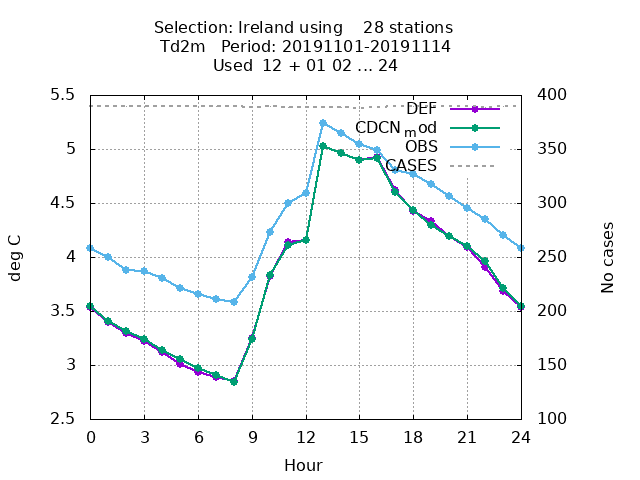 Selection: Ireland using    28 stations
Td2m   Period: 20191101-20191114
Used  12 + 01 02 ... 24
5.5
5
4.5
4
3.5
3
2.5
deg C
400
350
300
250
200
150
100
No cases
DEF
CDCN mod
OBS
CASES
0 3 6 9 12 15 18 21 24
Hour